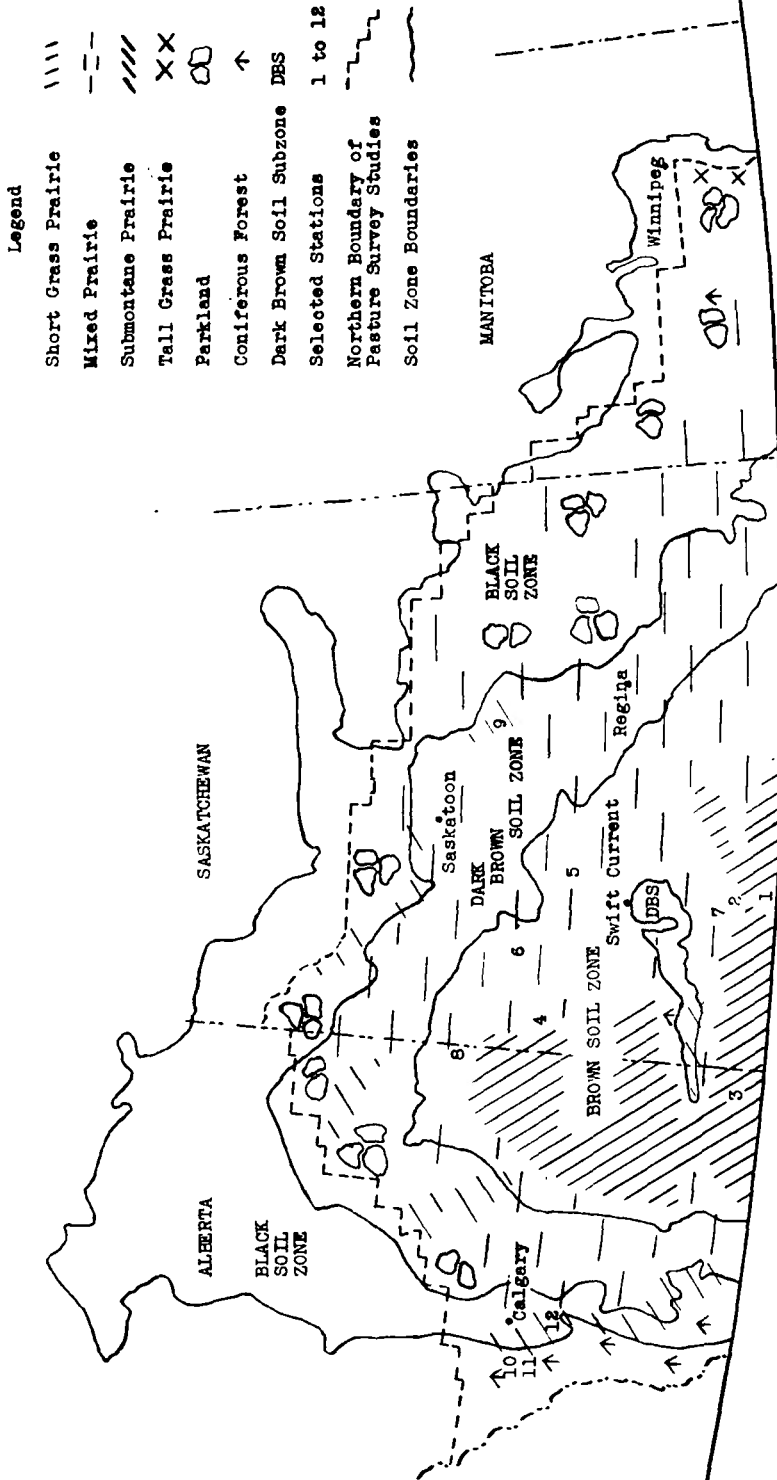 Legend
Short Grass Prairie
Mixed Prairie
Submontane Prairie
Tall Grass Prairie
Parkland
Coniferous Forest
Dark Brown Soil Subzone DBS
Selected Stations 1 to 12
Northern Boundary of
Pasture Survey Studies
Soil Zone Boundaries
ALBERTA
SASKATCHEWAN
MANITOBA
BLACK
SOIL
ZONE
BLACK
SOIL
ZONE
Saskatoon
DARK
BROWN
SOIL ZONE
9
Winnipeg
Regina
Calgary
10
11
12
8
4
6
5
BROWN SOIL ZONE
Swift Current
DBS
3
7
2
1